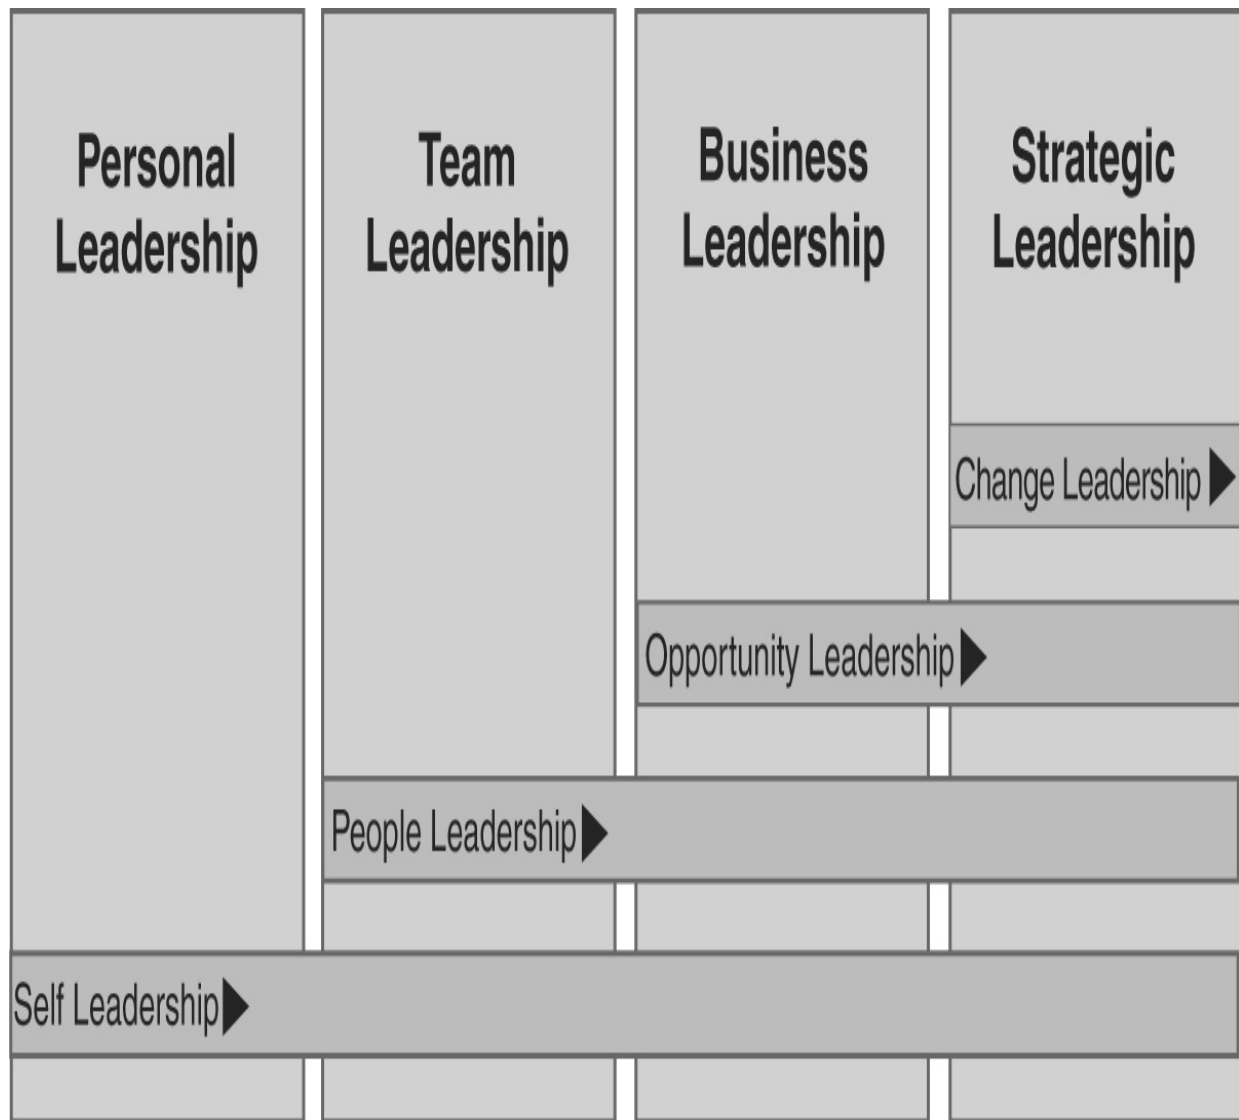 Personal
Leadership
Team
Leadership
Business
Leadership
Strategic
Leadership
Change Leadership
Opportunity Leadership
People Leadership
Self Leadership